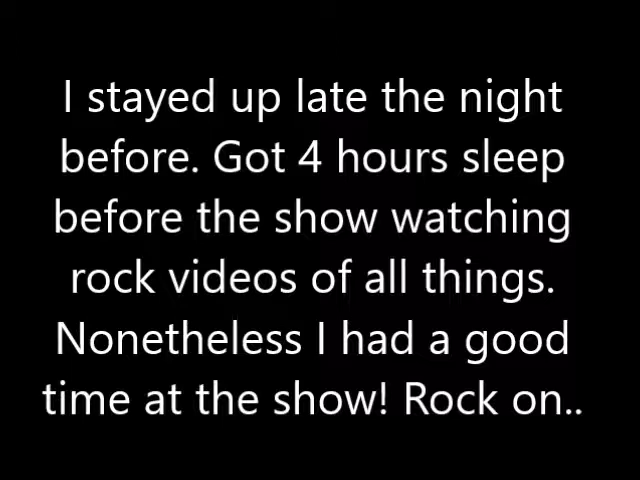 I stayed up late the night
before. Got 4 hours sleep
before the show watching
rock videos of all things.
Nonetheless I had a good
time at the show! Rock on..